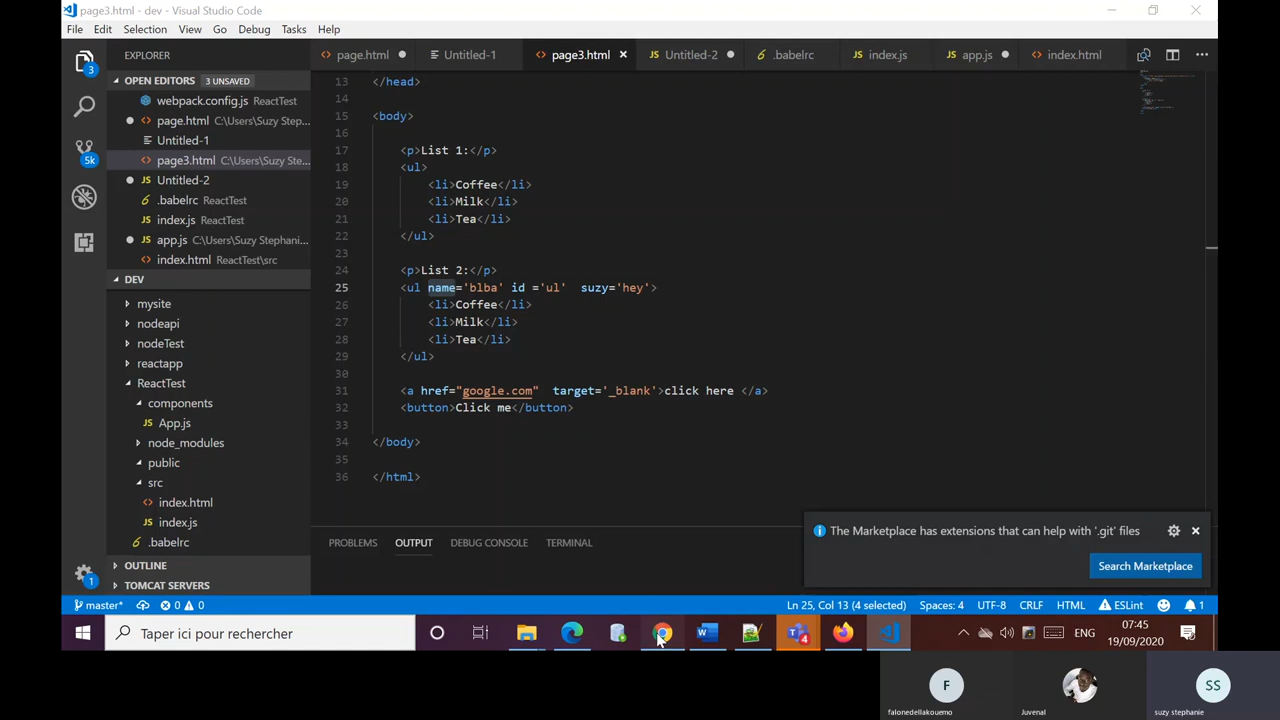 page3.html - dev - Visual Studio Code
File Edit Selection View Go Debug Tasks Help
EXPLORER
page.html Untitled-1 page3.html Untitled-2 .babelrc index.js app.js index.html
OPEN EDITORS 3 UNSAVED
webpack.config.js ReactTest
page.html C:\Users\Suzy Step...
Untitled-1
page3.html C:\Users\Suzy Ste...
Untitled-2
.babelrc ReactTest
index.js ReactTest
app.js C:\Users\Suzy Stephani...
index.html ReactTest\src
DEV
mysite
nodeapi
nodeTest
reactapp
ReactTest
components
App.js
node_modules
public
src
index.html
index.js
.babelrc
OUTLINE
TOMCAT SERVERS
3
5k
1
13 </head>
14
15 <body>
16
17 <p>List 1:</p>
18 <ul>
19 <li>Coffee</li>
20 <li>Milk</li>
21 <li>Tea</li>
22 </ul>
23
24 <p>List 2:</p>
25 <ul name='blba' id ='ul'  suzy='hey'>
26 <li>Coffee</li>
27 <li>Milk</li>
28 <li>Tea</li>
29 </ul>
30
31 <a href="google.com"  target='_blank'>click here </a>
32 <button>Click me</button>
33
34 </body>
35
36 </html>
PROBLEMS OUTPUT DEBUG CONSOLE TERMINAL
The Marketplace has extensions that can help with '.git' files
Search Marketplace
master* 0 0 Ln 25, Col 13 (4 selected) Spaces: 4 UTF-8 CRLF HTML ESLint 1
Taper ici pour rechercher
4
ENG
07:45
19/09/2020
F
SS
falonedellakouemo
Juvenal
suzy stephanie